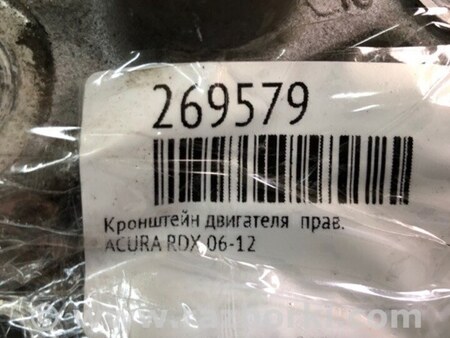 269579
Кронштейн двигателя прав.
ACURA RDX 06-12